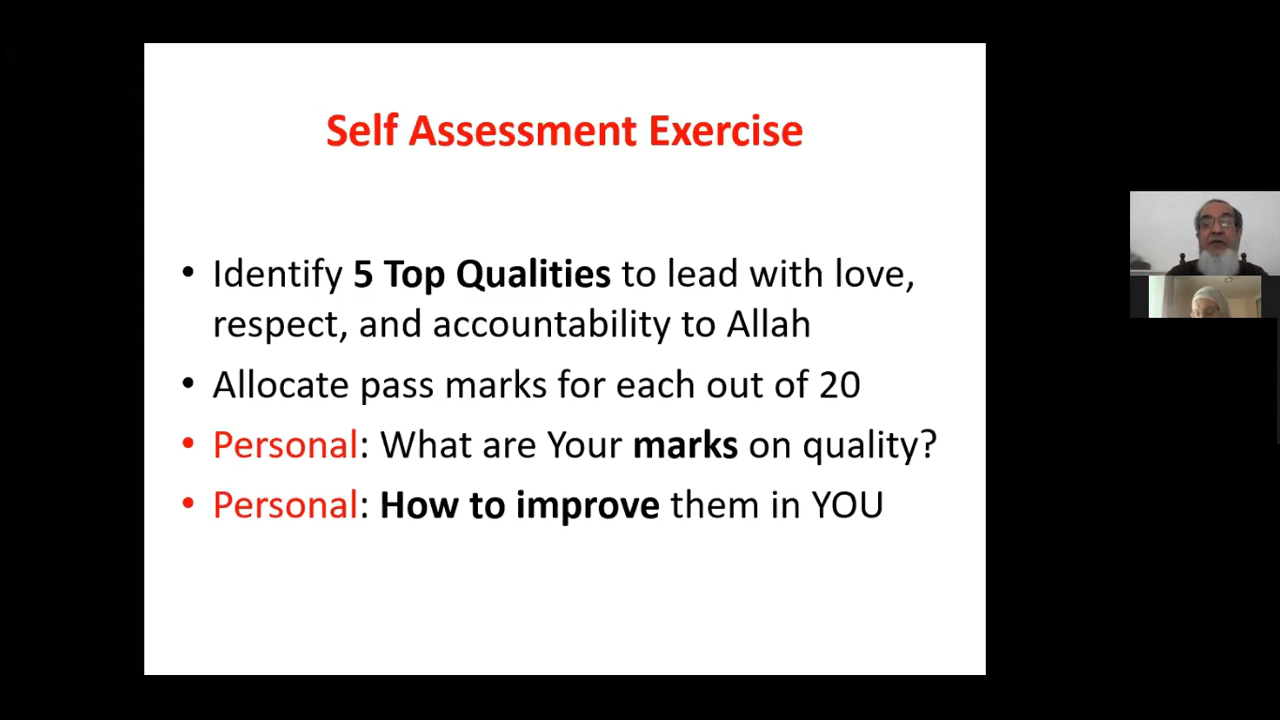 Self Assessment Exercise
• Identify 5 Top Qualities to lead with love,
respect, and accountability to Allah
• Allocate pass marks for each out of 20
• Personal: What are Your marks on quality?
• Personal: How to improve them in YOU